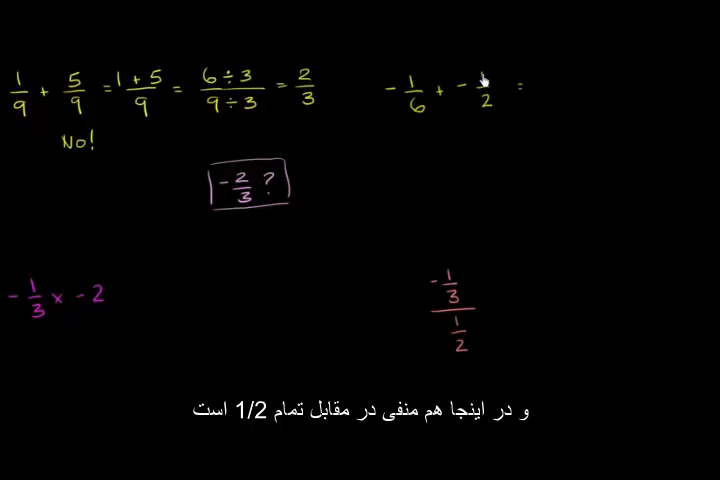 1/9 + 5/9 = (1 + 5)/9 = (6 ÷ 3)/(9 ÷ 3) = 2/3
- 1/6 + - 1/2 =
No!
- 2/3 ?
- 1/3 x - 2
(- 1/3)/(1/2)
و در اینجا هم منفی در مقابل تمام 1/2 است